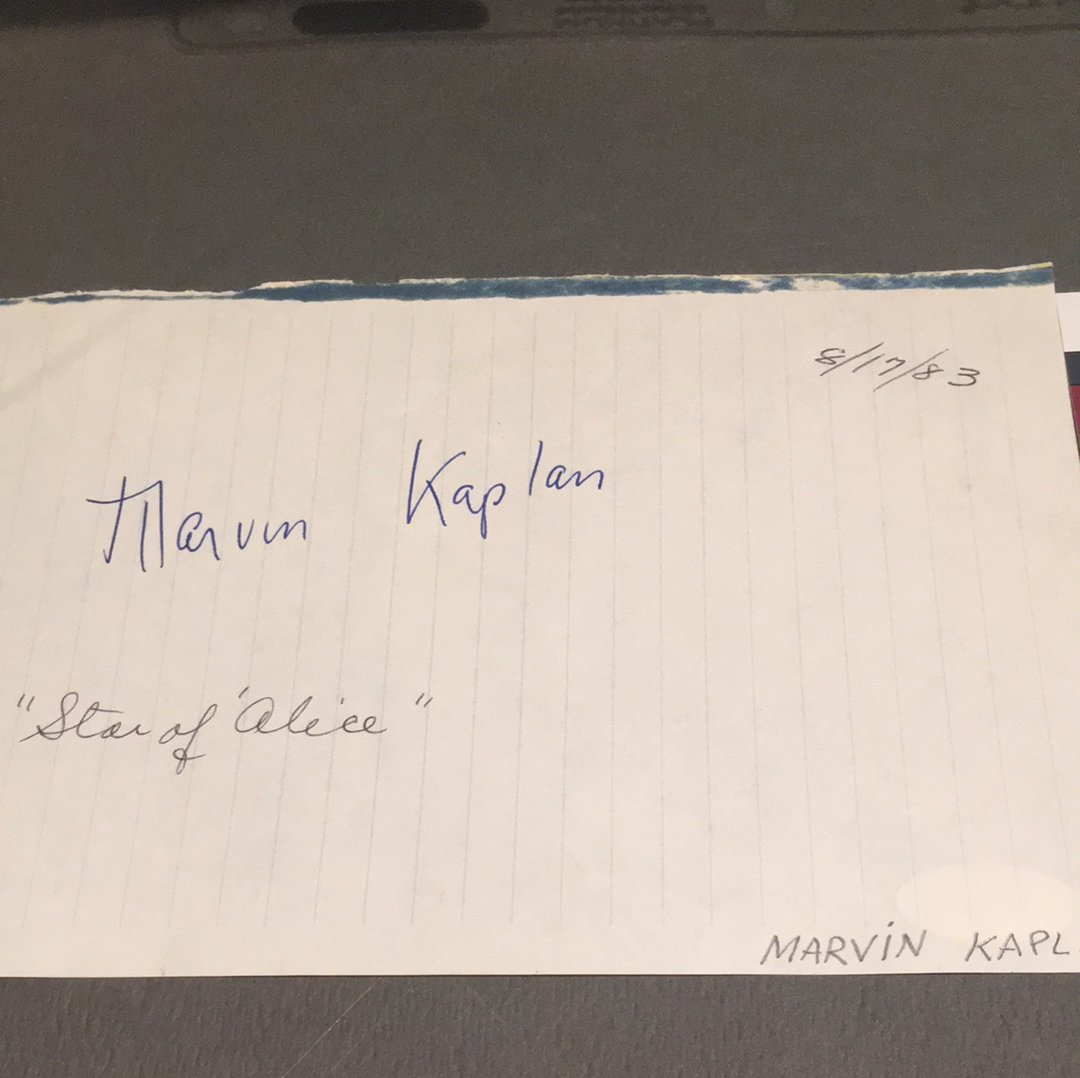 8/17/83
Marvin Kaplan
"Star of 'Alice"
MARViN KAPL